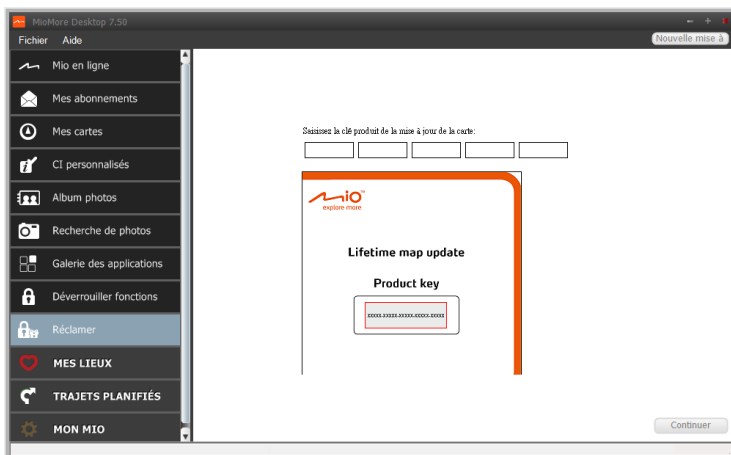 MioMore Desktop 7.50
Fichier Aide
Nouvelle mise à
Mio en ligne
Mes abonnements
Mes cartes
CI personnalisés
Album photos
Recherche de photos
Galerie des applications
Déverrouiller fonctions
Réclamer
MES LIEUX
TRAJETS PLANIFIÉS
MON MIO
Saisissez la clé produit de la mise à jour de la carte:
Mio™
explore more
Lifetime map update
Product key
xxxxx-xxxxx-xxxxx-xxxxx-xxxxx
Continuer